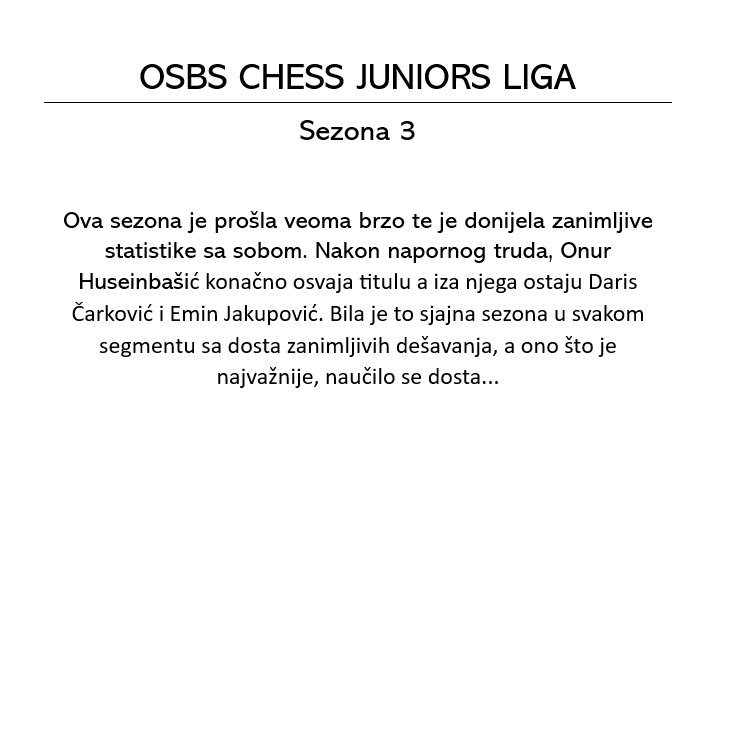 OSBS CHESS JUNIORS LIGA
Sezona 3
Ova sezona je prošla veoma brzo te je donijela zanimljive
statistike sa sobom. Nakon napornog truda, Onur
Huseinbašić konačno osvaja titulu a iza njega ostaju Daris
Čarković i Emin Jakupović. Bila je to sjajna sezona u svakom
segmentu sa dosta zanimljivih dešavanja, a ono što je
najvažnije, naučilo se dosta...